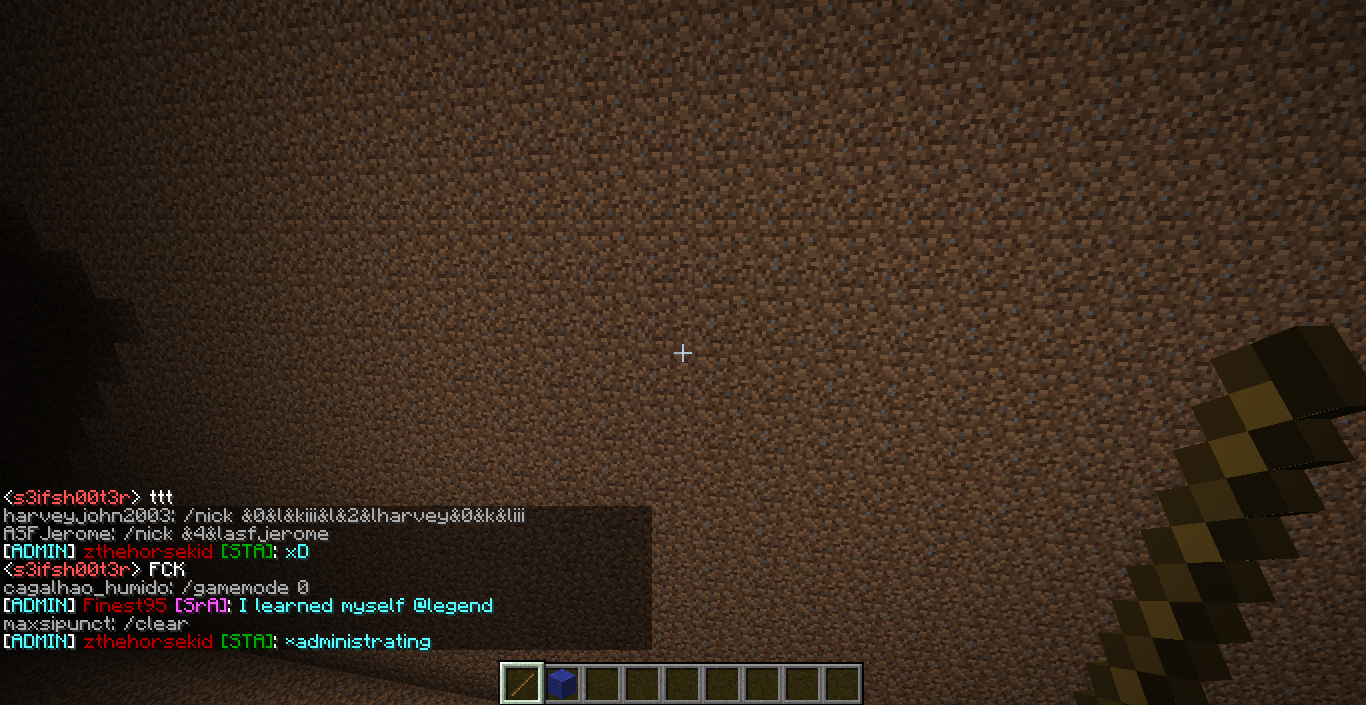 <s3ifsh00t3r> ttt
harveyjohn2003: /nick &0&l&kiii&l&2&lharvey&0&k&liii
ASFJerome: /nick &4&lasfjerome
[ADMIN] zthehorsekid [STA]: xD
<s3ifsh00t3r> FCK
cagalhao_humido: /gamemode 0
[ADMIN] Finest95 [SrA]: I learned myself @legend
maxsipunct: /clear
[ADMIN] zthehorsekid [STA]: *administrating